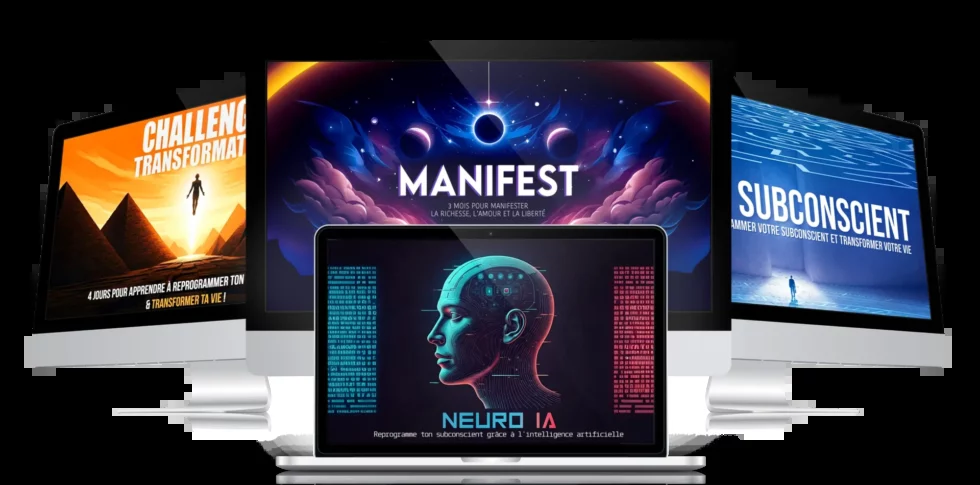 CHALLENG
TRANSFORMAT
4 JOURS POUR APPRENDRE À REPROGRAMMER TON
& TRANSFORMER TA VIE !
MANIFEST
3 MOIS POUR MANIFESTER
LA RICHESSE, L'AMOUR ET LA LIBERTÉ
SUBCONSCIENT
AMMER VOTRE SUBCONSCIENT ET TRANSFORMER VOTRE VIE
NEURO IA
Reprogramme ton subconscient grâce à l'intelligence artificielle